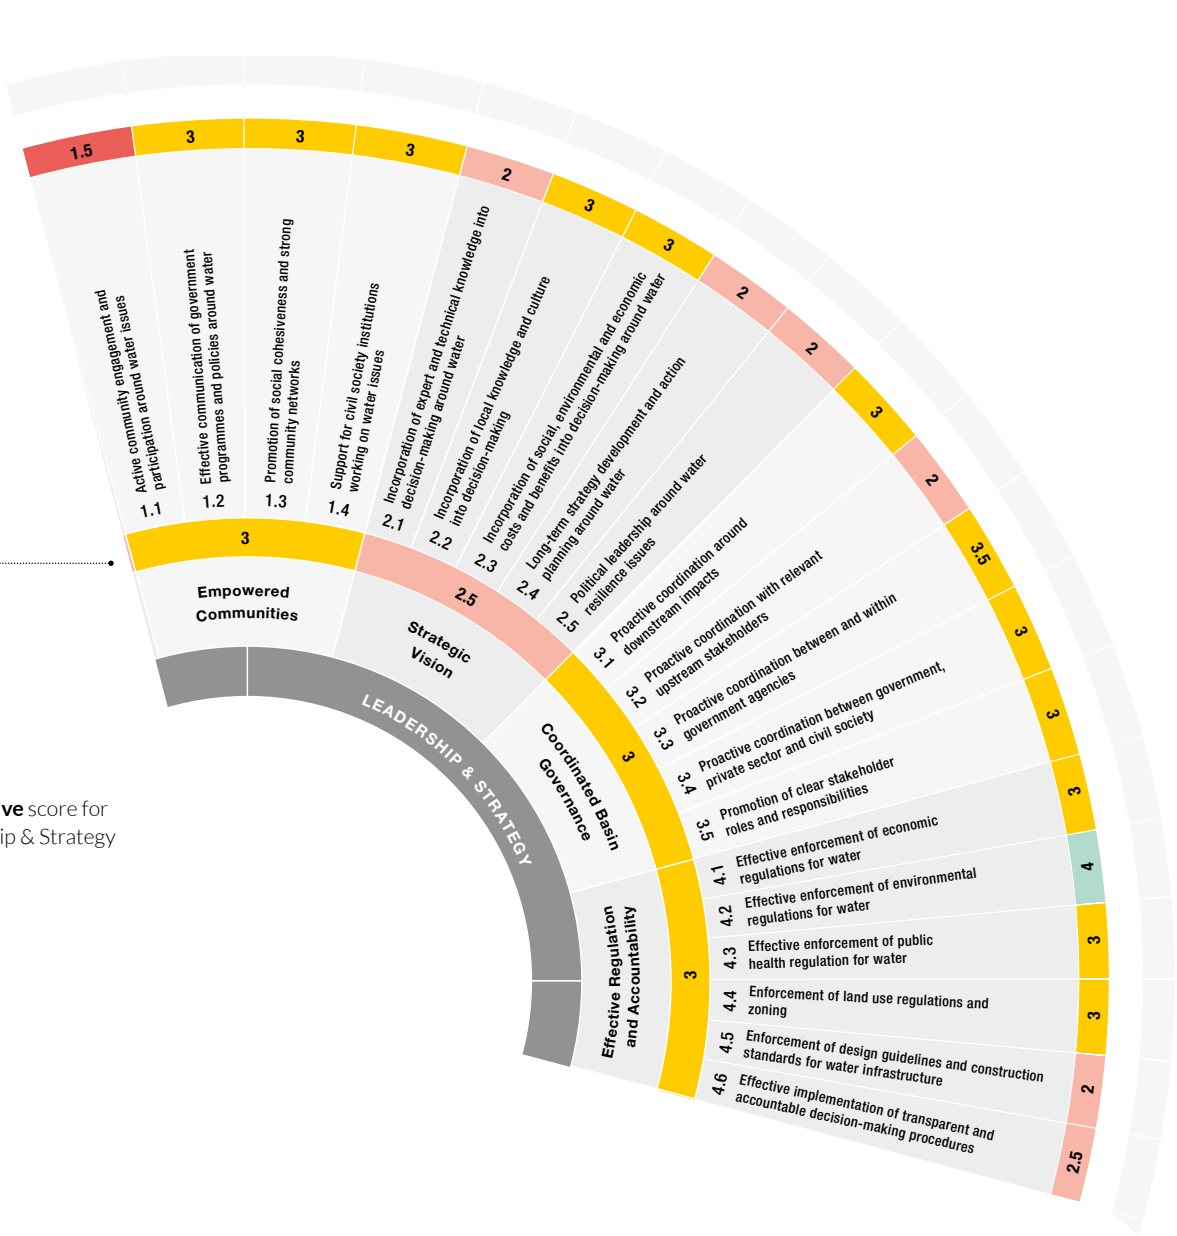 1.5
3
3
3
2
3
3
2
2
3
2
3.5
3
3
3
4
3
3
2
2.5
1.1
Active community engagement and
participation around water issues
1.2
Effective communication of government
programmes and policies around water
1.3
Promotion of social cohesiveness and strong
community networks
1.4
Support for civil society institutions
working on water issues
2.1
Incorporation of expert and technical knowledge into
decision-making around water
2.2
Incorporation of local knowledge and culture
into decision-making
2.3
Incorporation of social, environmental and economic
costs and benefits into decision-making around water
2.4
Long-term strategy development and action
planning around water
2.5
Political leadership around water
resilience issues
3.1
Proactive coordination around
downstream impacts
3.2
Proactive coordination with relevant
upstream stakeholders
3.3
Proactive coordination between and within
government agencies
3.4
Proactive coordination between government,
private sector and civil society
3.5
Promotion of clear stakeholder
roles and responsibilities
4.1
Effective enforcement of economic
regulations for water
4.2
Effective enforcement of environmental
regulations for water
4.3
Effective enforcement of public
health regulation for water
4.4
Enforcement of land use regulations and
zoning
4.5
Enforcement of design guidelines and construction
standards for water infrastructure
4.6
Effective implementation of transparent and
accountable decision-making procedures
3
Empowered
Communities
2.5
Strategic
Vision
3
Coordinated Basin
Governance
3
Effective Regulation
and Accountability
LEADERSHIP & STRATEGY
ve score for
ip & Strategy